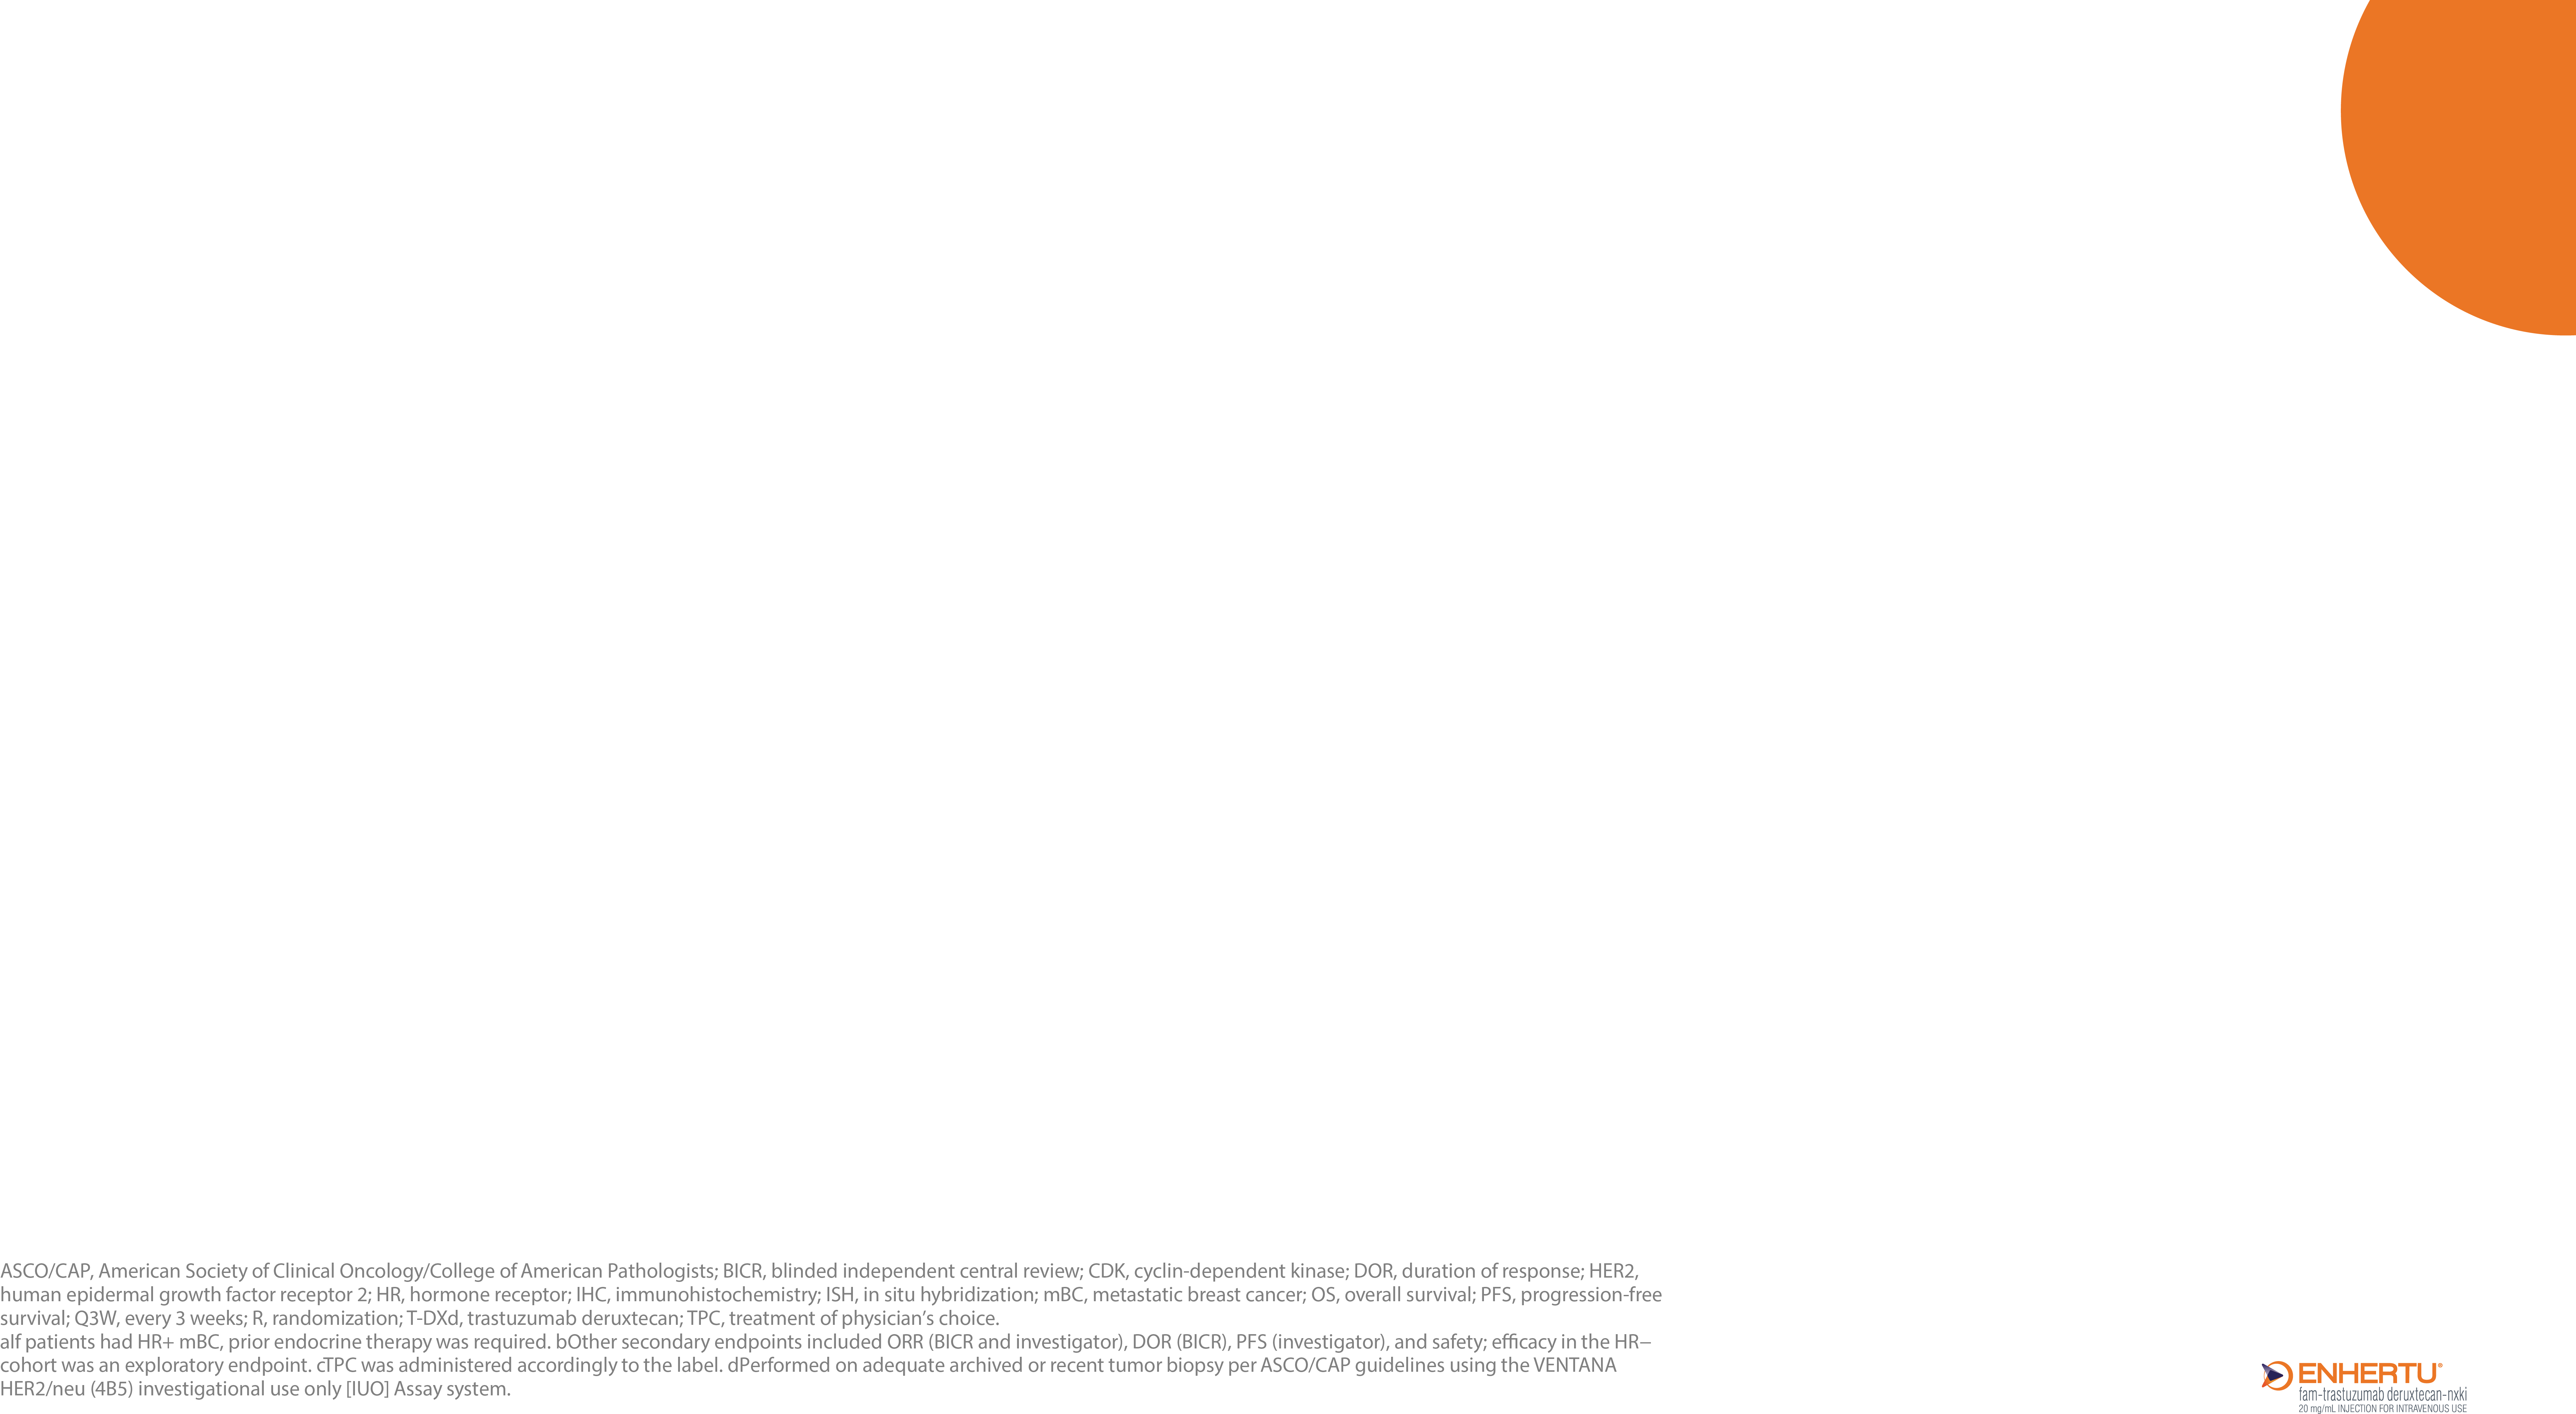 ASCO/CAP, American Society of Clinical Oncology/College of American Pathologists; BICR, blinded independent central review; CDK, cyclin-dependent kinase; DOR, duration of response; HER2,
human epidermal growth factor receptor 2; HR, hormone receptor; IHC, immunohistochemistry; ISH, in situ hybridization; mBC, metastatic breast cancer; OS, overall survival; PFS, progression-free
survival; Q3W, every 3 weeks; R, randomization; T-DXd, trastuzumab deruxtecan; TPC, treatment of physician’s choice.
aIf patients had HR+ mBC, prior endocrine therapy was required. bOther secondary endpoints included ORR (BICR and investigator), DOR (BICR), PFS (investigator), and safety; efficacy in the HR–
cohort was an exploratory endpoint. cTPC was administered accordingly to the label. dPerformed on adequate archived or recent tumor biopsy per ASCO/CAP guidelines using the VENTANA
HER2/neu (4B5) investigational use only [IUO] Assay system.
ENHERTU®
fam-trastuzumab deruxtecan-nxki
20 mg/mL INJECTION FOR INTRAVENOUS USE